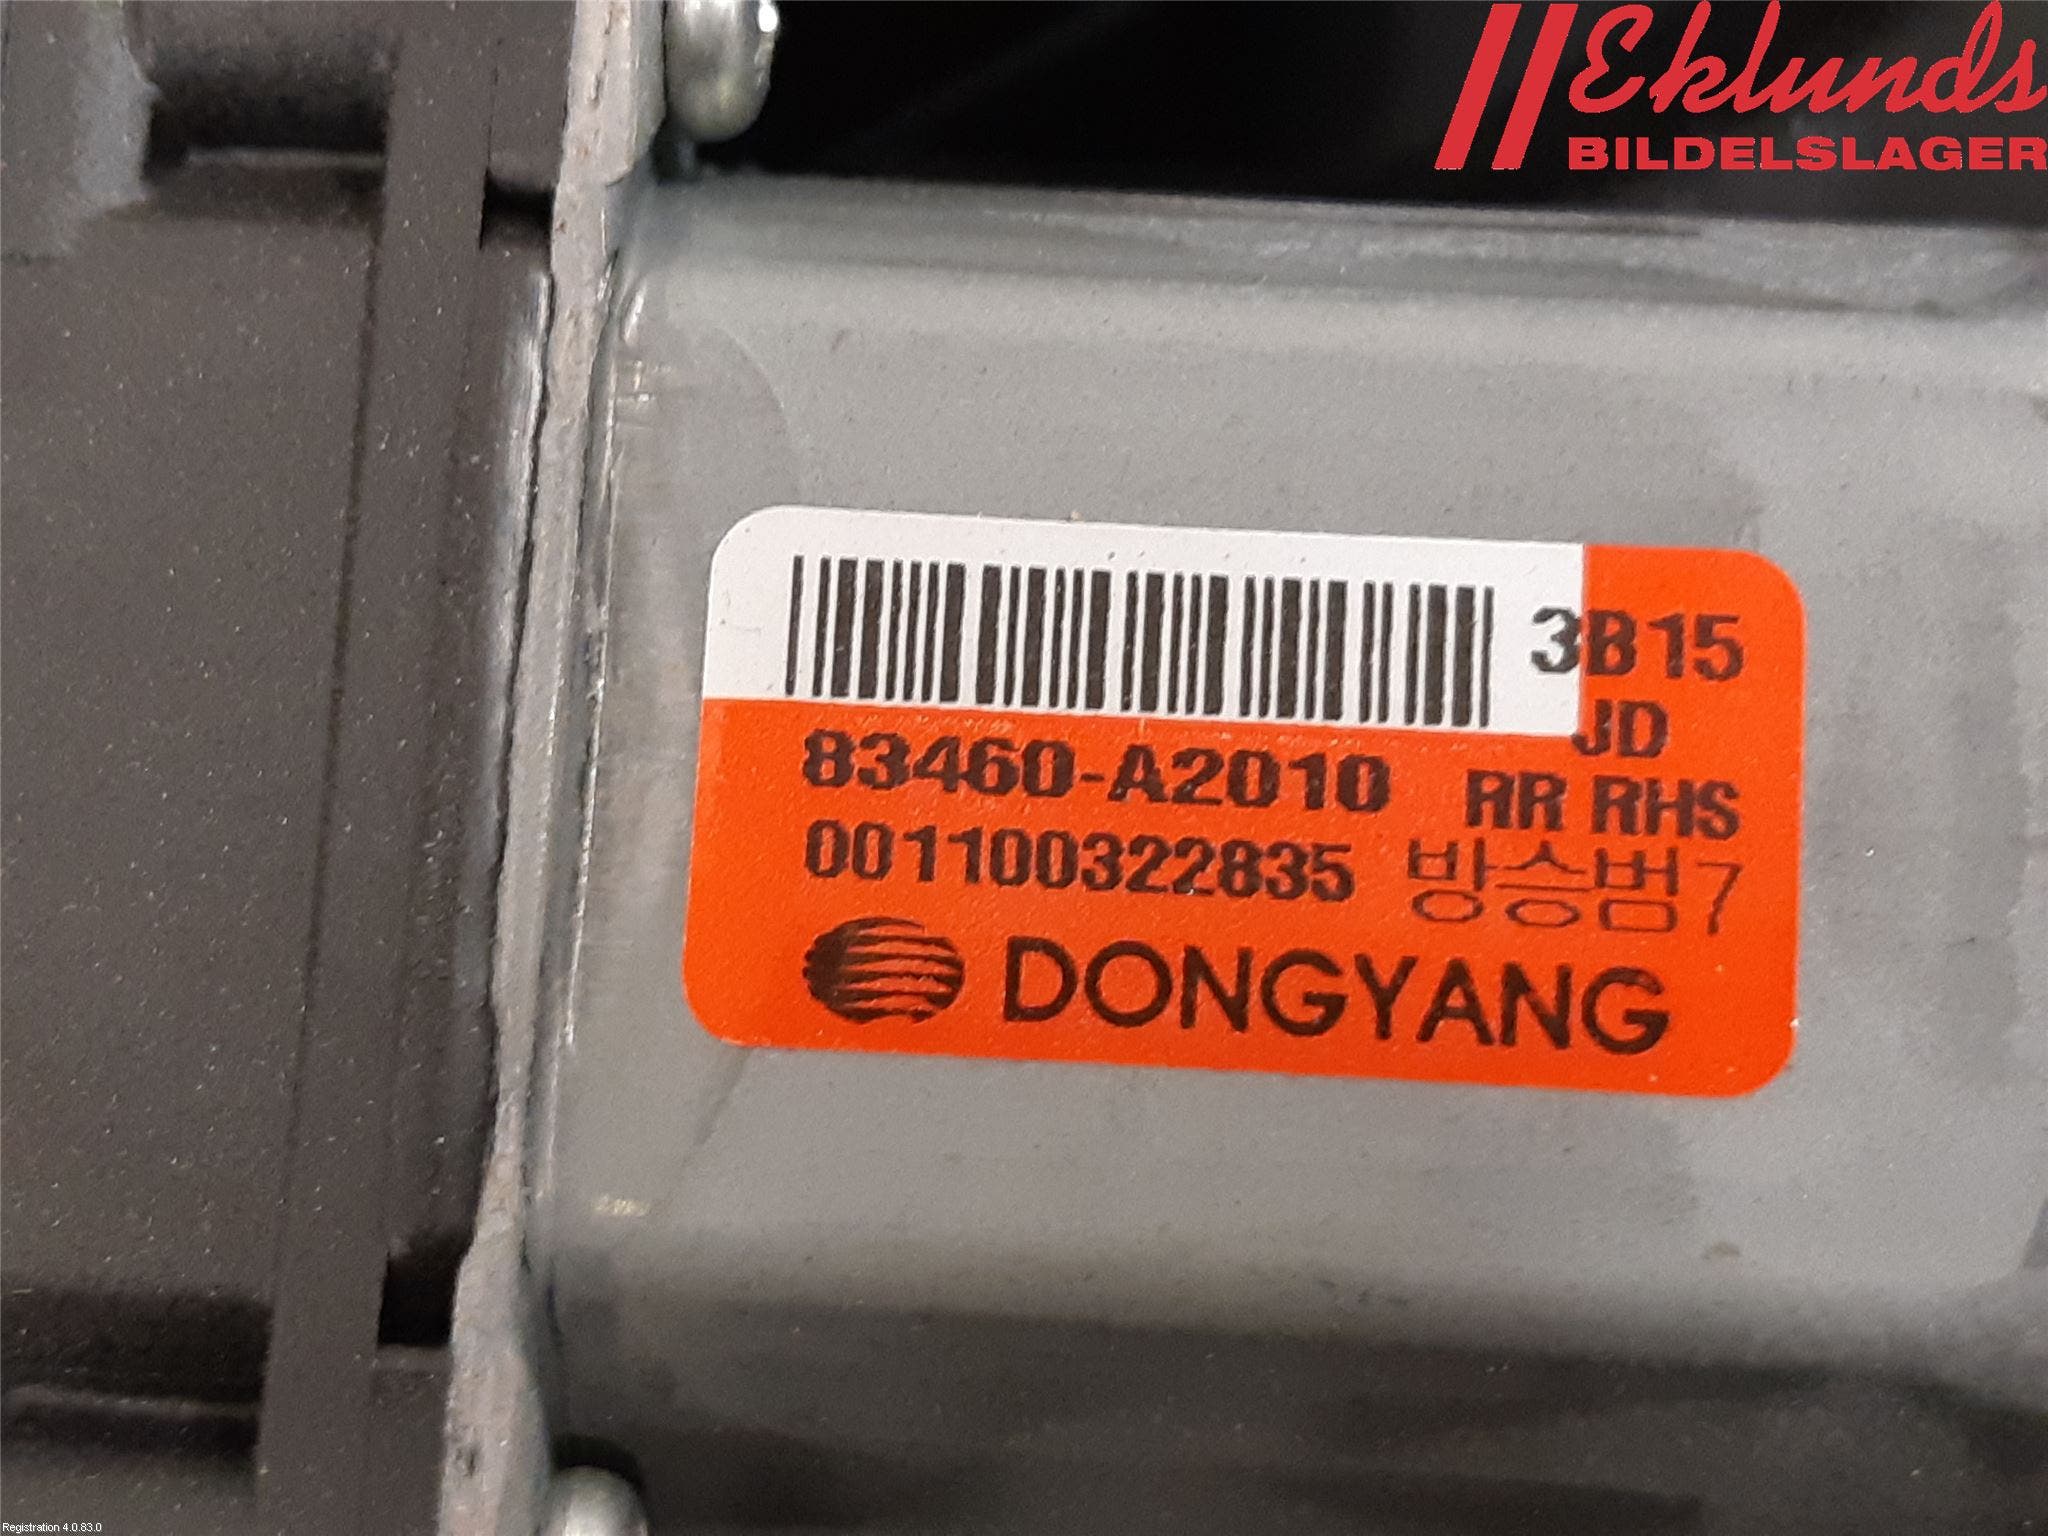 Eklunds
BILDELSLAGER
3B15
JD
83460-A2010 RR RHS
001100322835 방승범7
DONGYANG
Registration 4.0.83.0